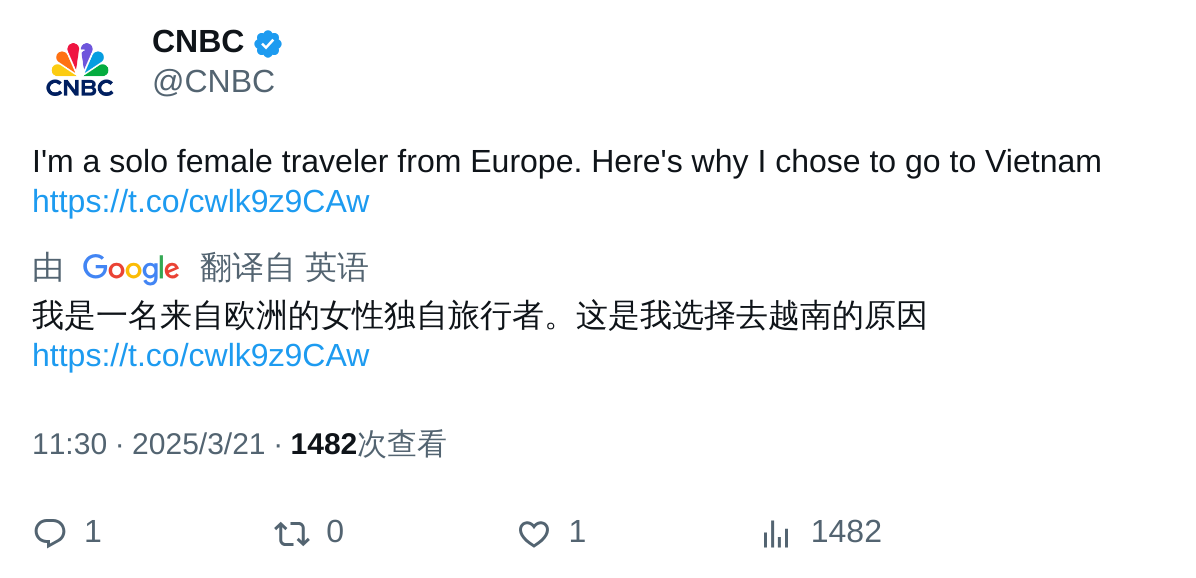 CNBC
CNBC
@CNBC
I'm a solo female traveler from Europe. Here's why I chose to go to Vietnam
https://t.co/cwlk9z9CAw
由 Google 翻译自 英语
我是一名来自欧洲的女性独自旅行者。这是我选择去越南的原因
https://t.co/cwlk9z9CAw
11:30 · 2025/3/21 · 1482次查看
1 0 1 1482